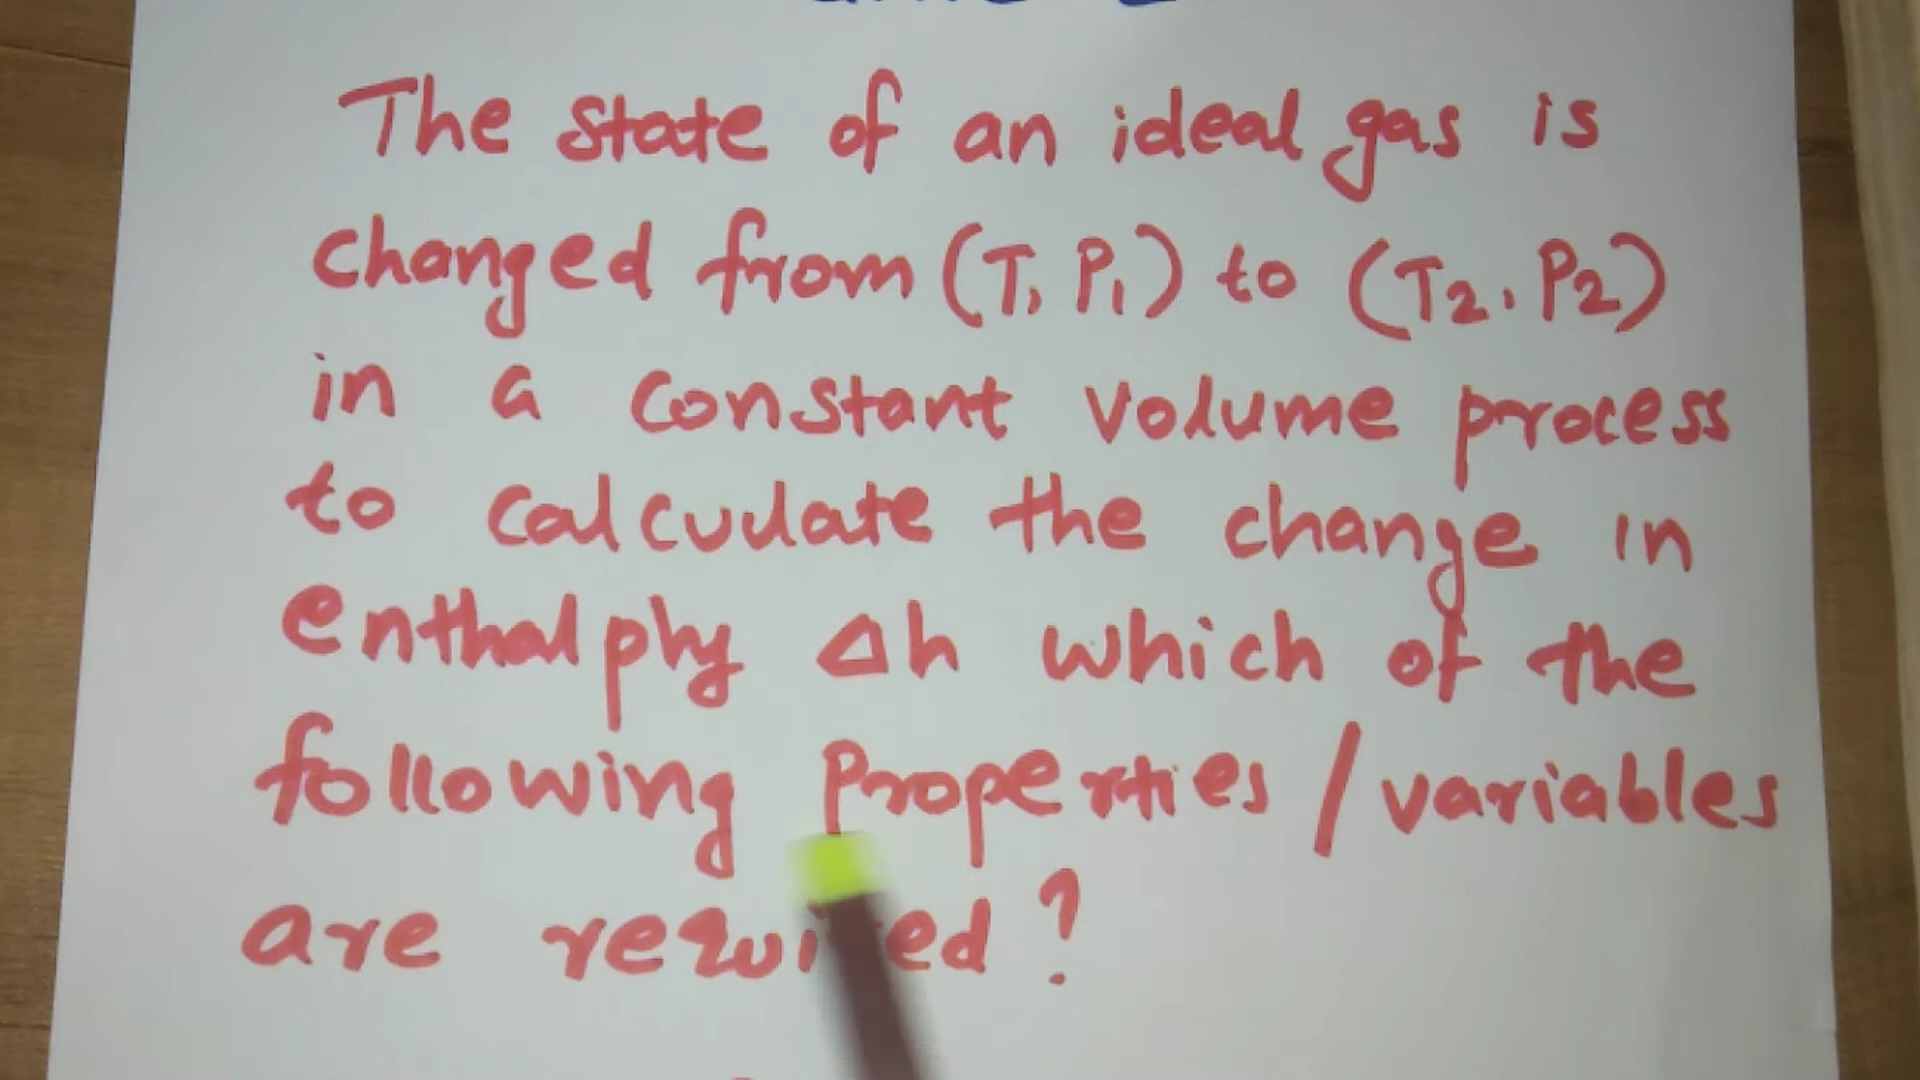 The state of an ideal gas is
changed from (T1 P1) to (T2, P2)
in a constant volume process
to calculate the change in
enthalphy Δh which of the
following properties / variables
are required?